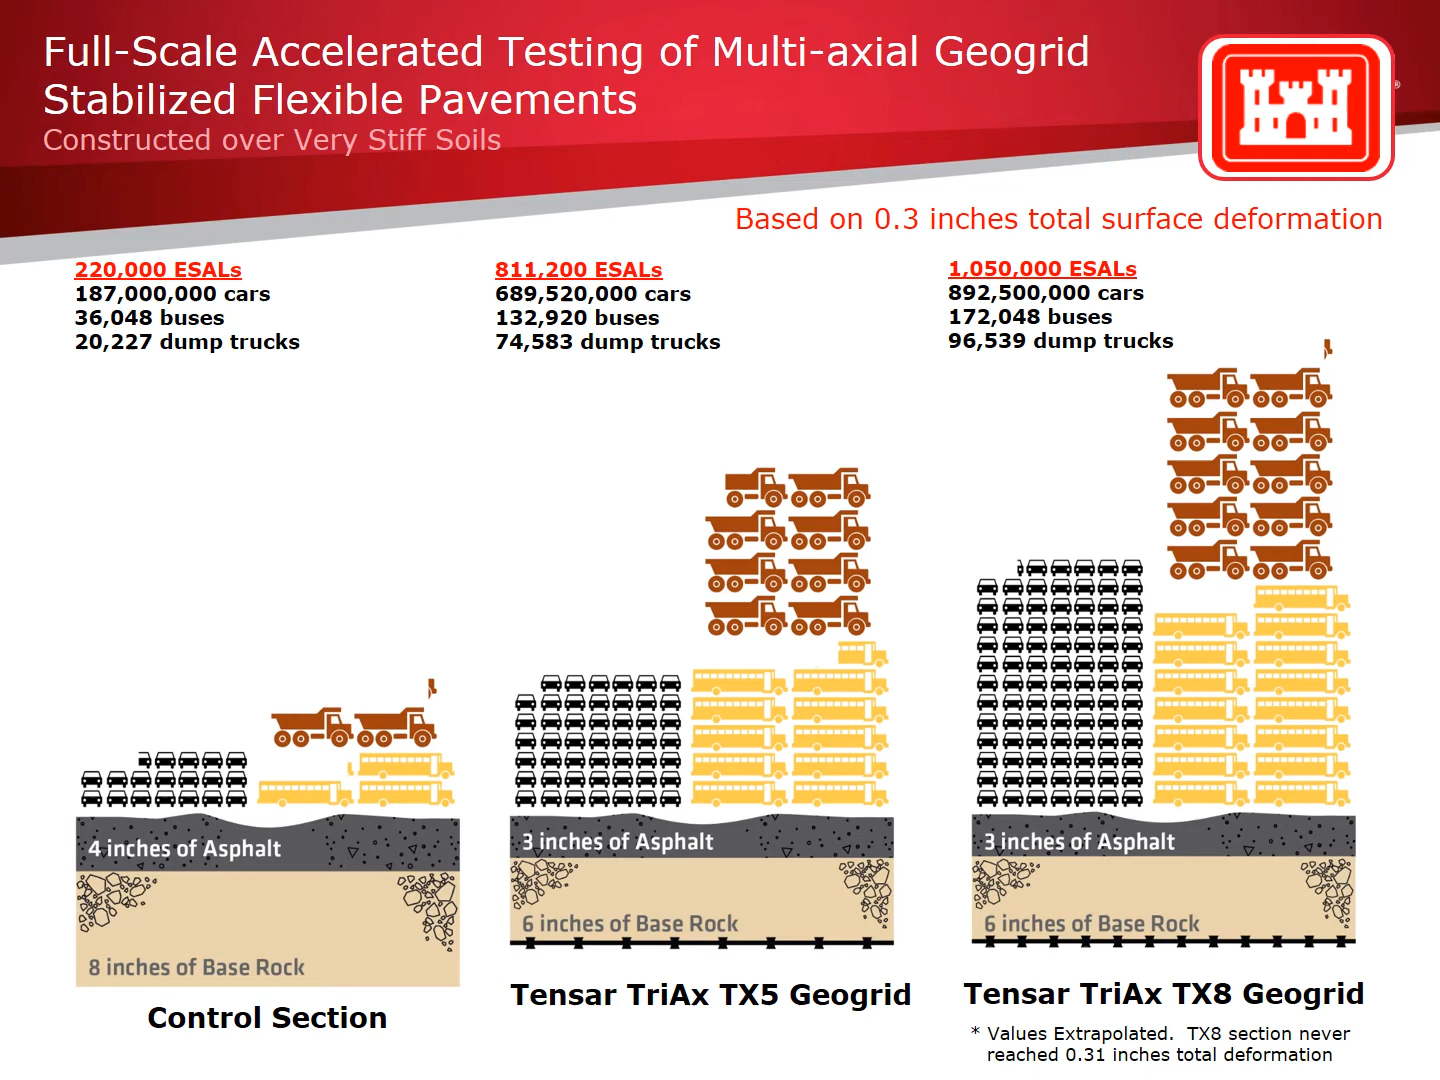 Full-Scale Accelerated Testing of Multi-axial Geogrid
Stabilized Flexible Pavements
Constructed over Very Stiff Soils
®
Based on 0.3 inches total surface deformation
220,000 ESALs
187,000,000 cars
36,048 buses
20,227 dump trucks
811,200 ESALs
689,520,000 cars
132,920 buses
74,583 dump trucks
1,050,000 ESALs
892,500,000 cars
172,048 buses
96,539 dump trucks
4 inches of Asphalt
8 inches of Base Rock
Control Section
3 inches of Asphalt
6 inches of Base Rock
Tensar TriAx TX5 Geogrid
3 inches of Asphalt
6 inches of Base Rock
Tensar TriAx TX8 Geogrid
* Values Extrapolated.  TX8 section never
reached 0.31 inches total deformation